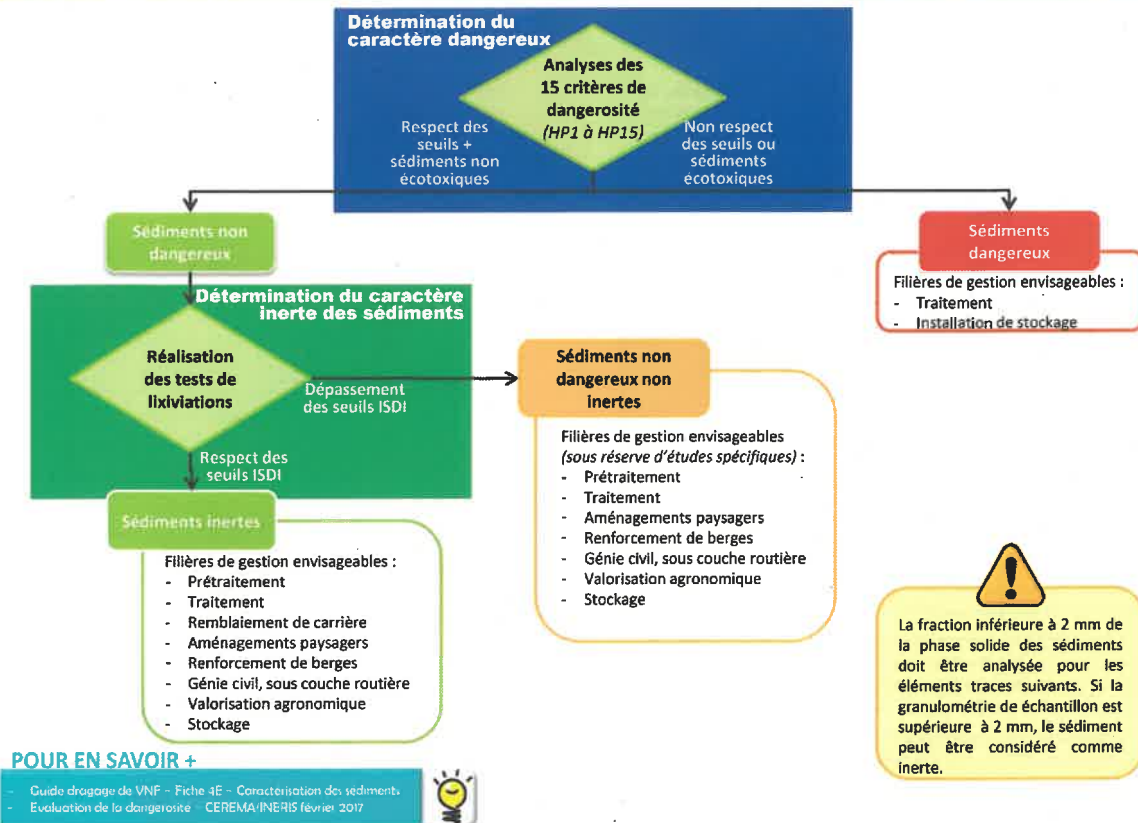 Détermination du
caractère dangereux
Analyses des
15 critères de
dangerosité
(HP1 à HP15)
Respect des
seuils +
sédiments non
écotoxiques
Non respect
des seuils ou
sédiments
écotoxiques
Sédiments non
dangereux
Sédiments
dangereux
Filières de gestion envisageables :
- Traitement
- Installation de stockage
Détermination du caractère
inerte des sédiments
Réalisation
des tests de
lixiviations
Dépassement
des seuils ISDI
Respect des
seuils ISDI
Sédiments non
dangereux non
inertes
Filières de gestion envisageables
(sous réserve d'études spécifiques) :
- Prétraitement
- Traitement
- Aménagements paysagers
- Renforcement de berges
- Génie civil, sous couche routière
- Valorisation agronomique
- Stockage
Sédiments inertes
Filières de gestion envisageables :
- Prétraitement
- Traitement
- Remblaiement de carrière
- Aménagements paysagers
- Renforcement de berges
- Génie civil, sous couche routière
- Valorisation agronomique
- Stockage
La fraction inférieure à 2 mm de
la phase solide des sédiments
doit être analysée pour les
éléments traces suivants. Si la
granulométrie de échantillon est
supérieure à 2 mm, le sédiment
peut être considéré comme
inerte.
POUR EN SAVOIR +
- Guide dragage de VNF – Fiche 4E – Caractérisation des sédiments
- Evaluation de la dangerosité – CEREMA/INERIS février 2017